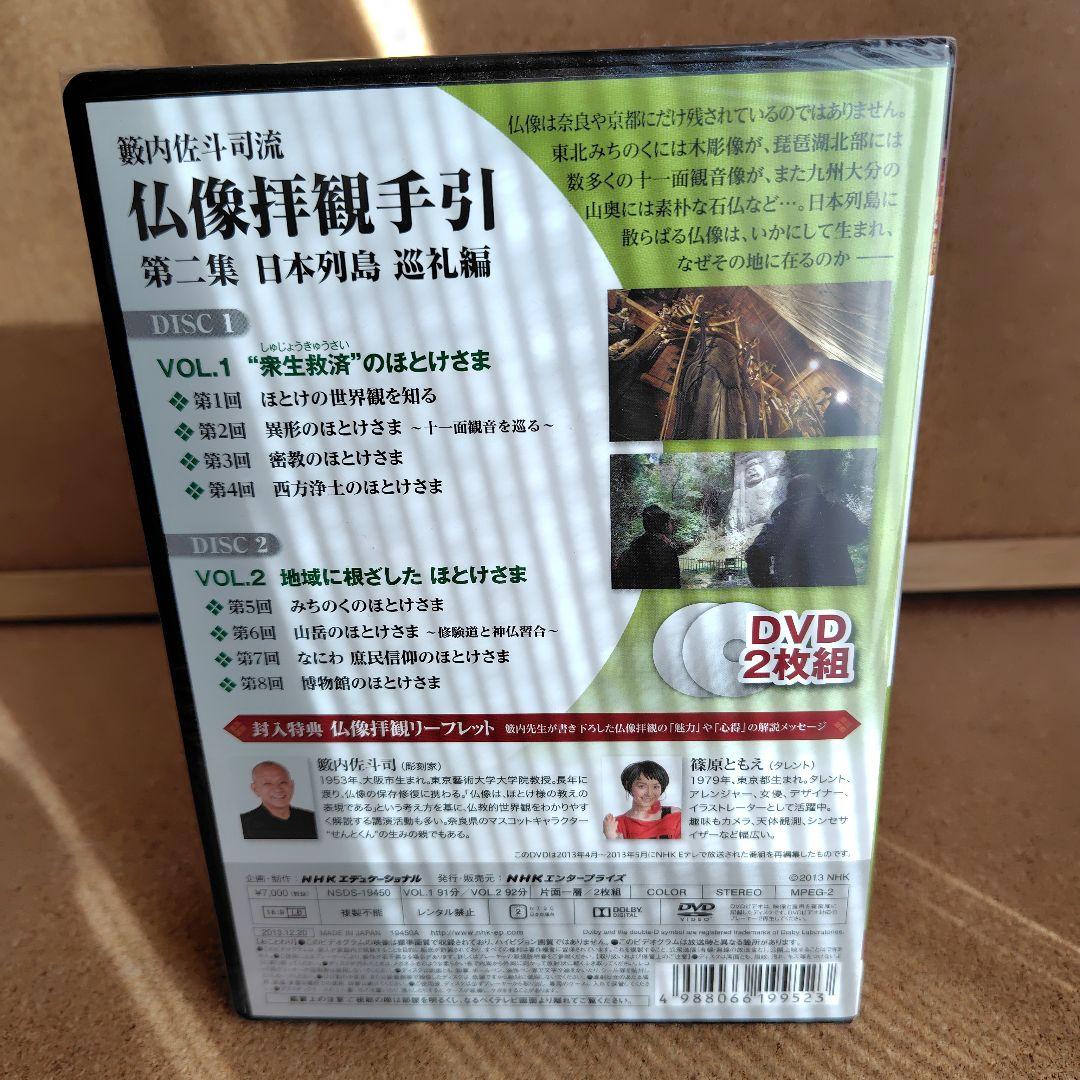 籔内佐斗司流
仏像拝観手引
第二集 日本列島 巡礼編
仏像は奈良や京都にだけ残されているのではありません。
東北みちのくには木彫像が、琵琶湖北部には
数多くの十一面観音像が、また九州大分の
山奥には素朴な石仏など…。日本列島に
散らばる仏像は、いかにして生まれ、
なぜその地に在るのか ――
DISC 1
しゅじょうきゅうさい
VOL.1 “衆生救済”のほとけさま
第1回 ほとけの世界観を知る
第2回 異形のほとけさま ～十一面観音を巡る～
第3回 密教のほとけさま
第4回 西方浄土のほとけさま
DISC 2
VOL.2 地域に根ざした ほとけさま
第5回 みちのくのほとけさま
第6回 山岳のほとけさま ～修験道と神仏習合～
第7回 なにわ 庶民信仰のほとけさま
第8回 博物館のほとけさま
DVD
2枚組
封入特典 仏像拝観リーフレット 籔内先生が書き下ろした仏像拝観の「魅力」や「心得」の解説メッセージ
籔内佐斗司(彫刻家)
1953年、大阪市生まれ。東京藝術大学大学院教授。長年に
渡り、仏像の保存修復に携わる。「仏像は、ほとけ様の教えの
表現である」という考え方を基に、仏教的世界観をわかりやす
く解説する講演活動も多い。奈良県のマスコットキャラクター
“せんとくん”の生みの親でもある。
篠原ともえ(タレント)
1979年、東京都生まれ。タレント、
アレンジャー、女優、デザイナー、
イラストレーターとして活躍中。
趣味もカメラ、天体観測、シンセサ
イザーなど幅広い。
このDVDは2013年4月～2013年5月にNHK Eテレで放送された番組を再編集したものです。
企画・制作：NHKエデュケーショナル 発行・販売元：NHKエンタープライズ ©2013 NHK
¥7,000(税抜) NSDS-19450 VOL.1 91分／VOL.2 92分 片面一層／2枚組 COLOR STEREO MPEG-2
16:9 LB 複製不能 レンタル禁止 2 DOLBY DIGITAL DVD VIDEO
2013.12.20 MADE IN JAPAN 19450A http://www.nhk-ep.com Dolby and the double-D symbol are registered trademarks of Dolby Laboratories.
4 988066 199523